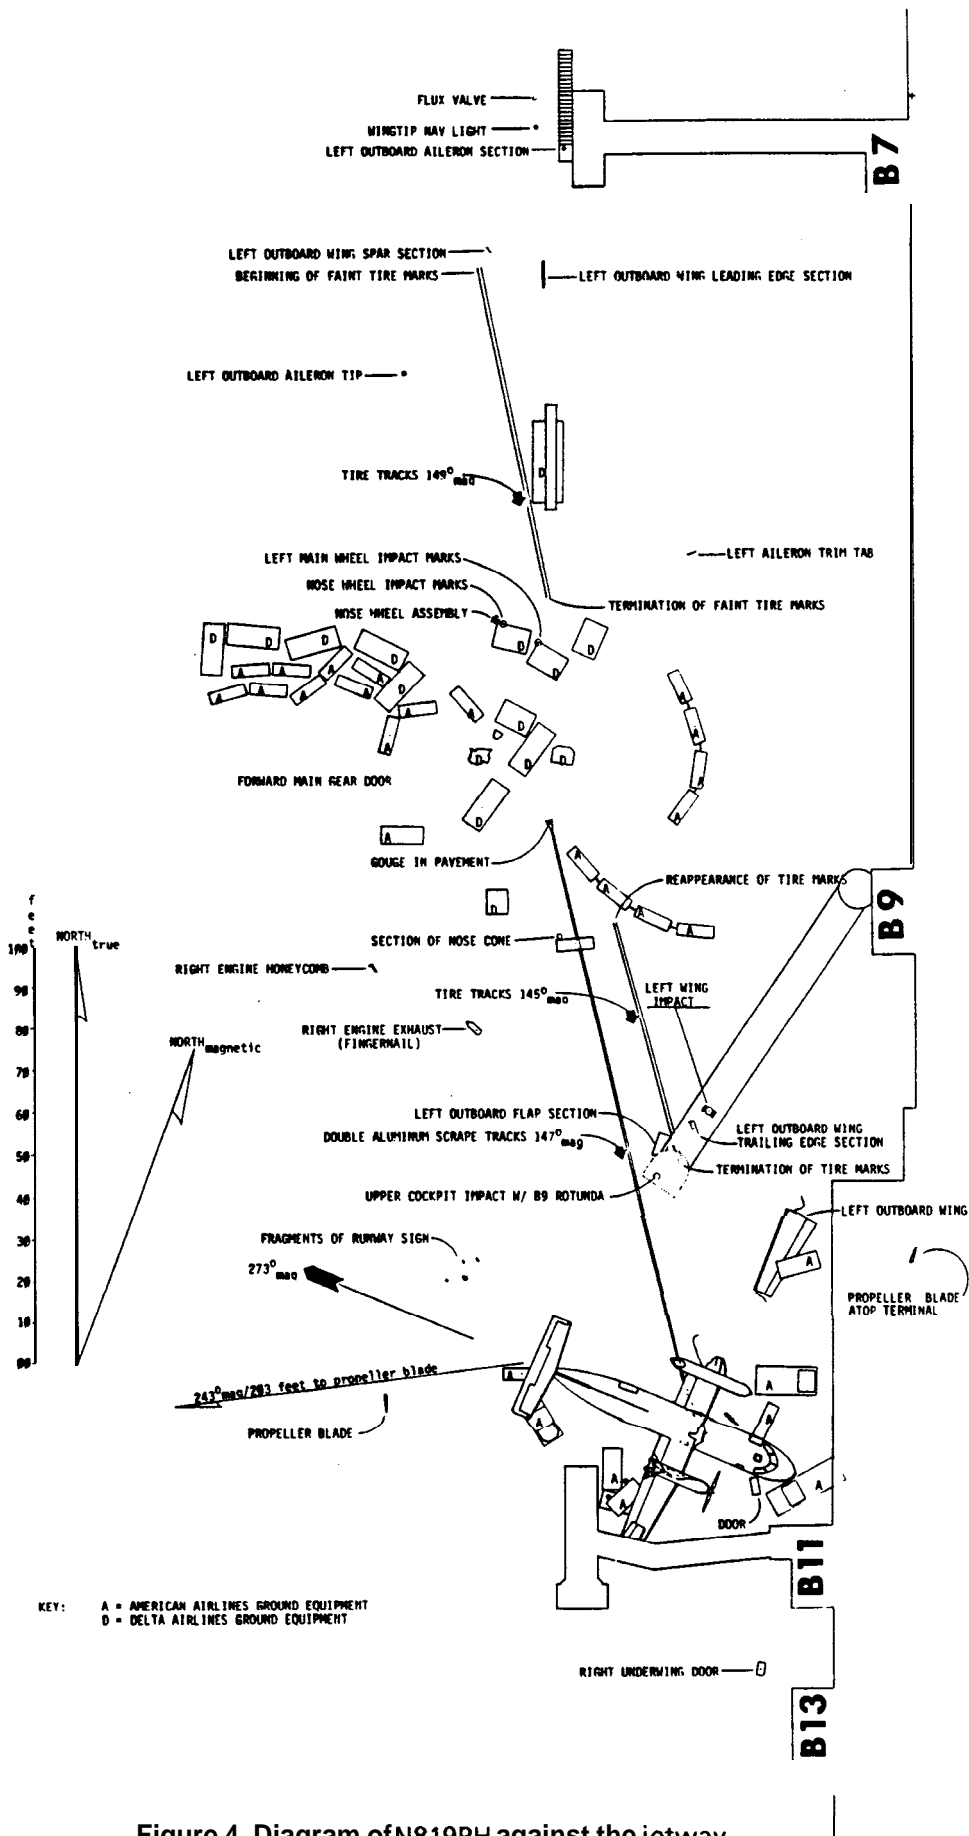 FLUX VALVE
WINGTIP NAV LIGHT
LEFT OUTBOARD AILERON SECTION
B7
LEFT OUTBOARD WING SPAR SECTION
BEGINNING OF FAINT TIRE MARKS
LEFT OUTBOARD WING LEADING EDGE SECTION
LEFT OUTBOARD AILERON TIP
D
TIRE TRACKS 149° mag
LEFT AILERON TRIM TAB
LEFT MAIN WHEEL IMPACT MARKS
NOSE WHEEL IMPACT MARKS
NOSE WHEEL ASSEMBLY
TERMINATION OF FAINT TIRE MARKS
D D D D D D D
A A A A A A A
D A A A
A D A
D D D A
FORWARD MAIN GEAR DOOR
D A
A
GOUGE IN PAVEMENT
A
REAPPEARANCE OF TIRE MARKS
A A A
D
B9
feet
NORTH true
SECTION OF NOSE CONE
RIGHT ENGINE HONEYCOMB
TIRE TRACKS 145° mag
LEFT WING
IMPACT
RIGHT ENGINE EXHAUST
(FINGERNAIL)
NORTH magnetic
100
90
80
70
60
50
40
30
20
10
00
LEFT OUTBOARD FLAP SECTION
DOUBLE ALUMINUM SCRAPE TRACKS 147° mag
LEFT OUTBOARD WING
TRAILING EDGE SECTION
TERMINATION OF TIRE MARKS
UPPER COCKPIT IMPACT W/ B9 ROTUNDA
LEFT OUTBOARD WING
A
FRAGMENTS OF RUNWAY SIGN
273° mag
PROPELLER BLADE
ATOP TERMINAL
243° mag/293 feet to propeller blade
A
A
PROPELLER BLADE
A
A
A
A
A
DOOR
B11
KEY: A = AMERICAN AIRLINES GROUND EQUIPMENT
D = DELTA AIRLINES GROUND EQUIPMENT
RIGHT UNDERWING DOOR
B13
Figure 4. Diagram of N819PH against the jetway